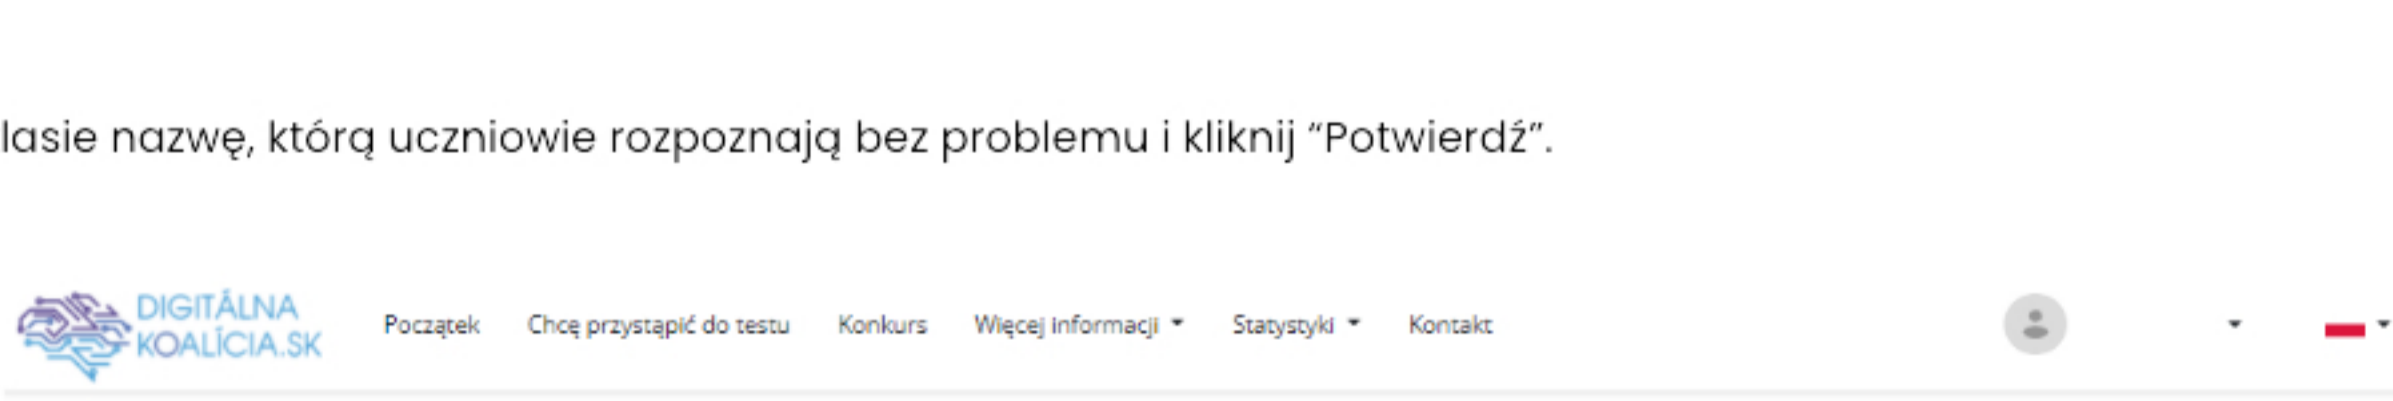 lasie nazwę, którą uczniowie rozpoznają bez problemu i kliknij “Potwierdź”.
DIGITÁLNA
KOALÍCIA.SK
Początek Chcę przystąpić do testu Konkurs Więcej informacji Statystyki Kontakt